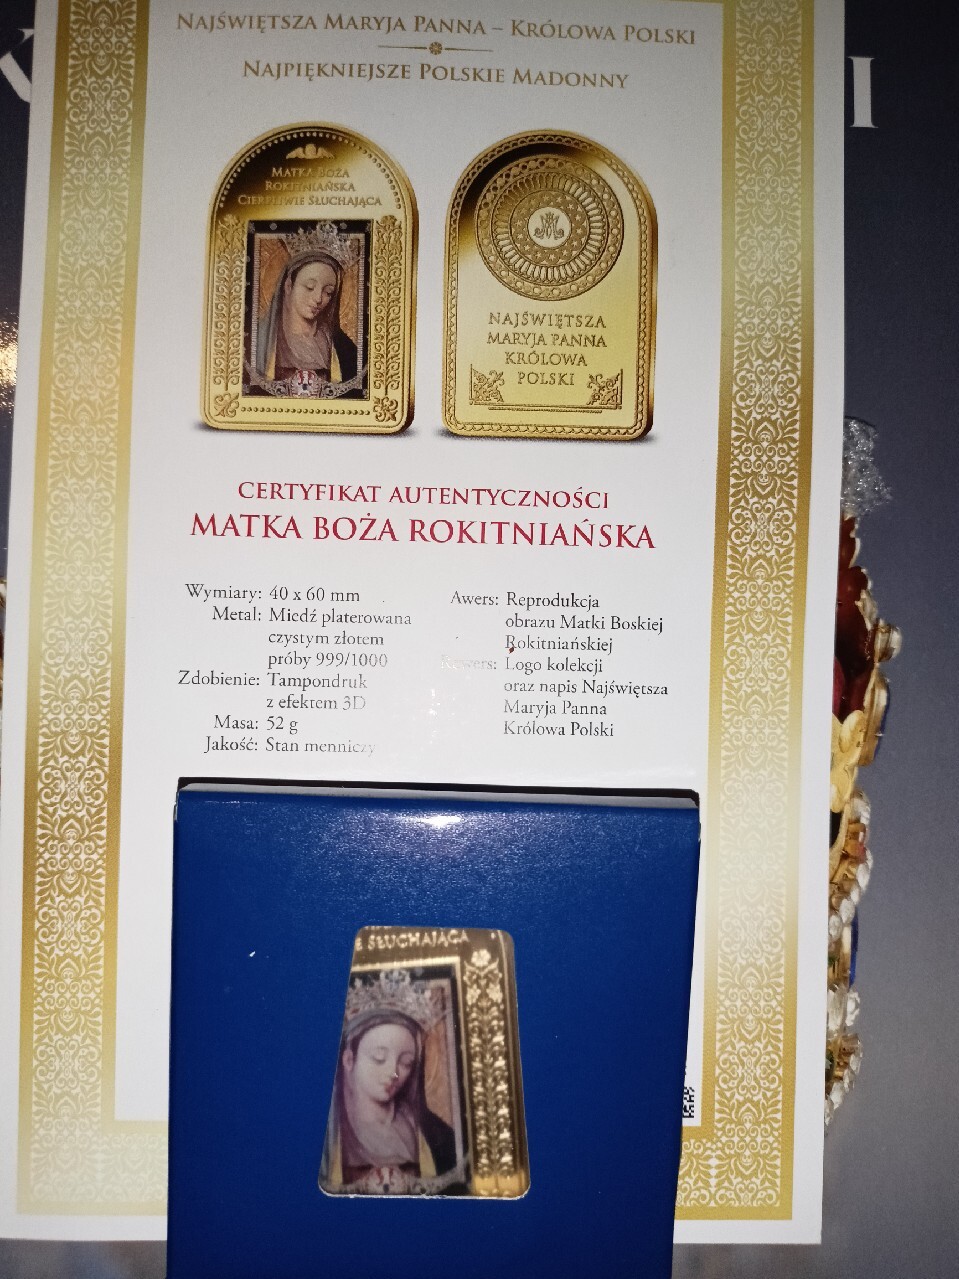 NAJŚWIĘTSZA MARYJA PANNA – KRÓLOWA POLSKI
NAJPIĘKNIEJSZE POLSKIE MADONNY
MATKA BOŻA
ROKITNIAŃSKA
CIERPLIWIE SŁUCHAJĄCA
NAJŚWIĘTSZA
MARYJA PANNA
KRÓLOWA
POLSKI
CERTYFIKAT AUTENTYCZNOŚCI
MATKA BOŻA ROKITNIAŃSKA
Wymiary: 40 x 60 mm
Metal: Miedź platerowana
czystym złotem
próby 999/1000
Zdobienie: Tampondruk
z efektem 3D
Masa: 52 g
Jakość: Stan menniczy
Awers: Reprodukcja
obrazu Matki Boskiej
Rokitniańskiej
Rewers: Logo kolekcji
oraz napis Najświętsza
Maryja Panna
Królowa Polski
E SŁUCHAJĄCA